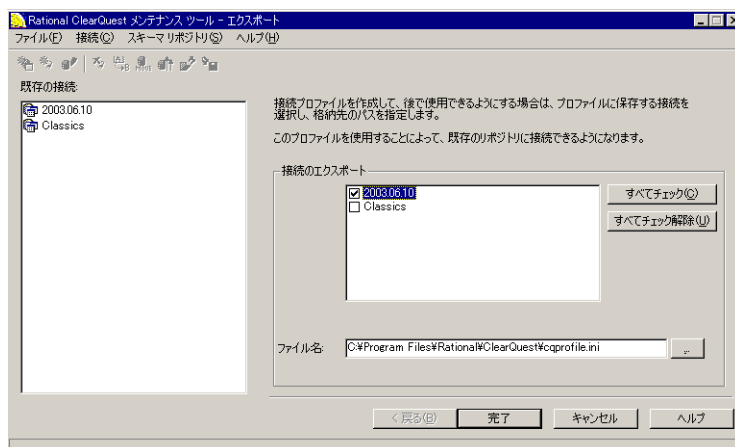 Rational ClearQuest メンテナンス ツール - エクスポート
ファイル(F) 接続(C) スキーマ リポジトリ(S) ヘルプ(H)
既存の接続:
2003.06.10
Classics
接続プロファイルを作成して、後で使用できるようにする場合は、プロファイルに保存する接続を
選択し、格納先のパスを指定します。
このプロファイルを使用することによって、既存のリポジトリに接続できるようになります。
接続のエクスポート
2003.06.10
Classics
すべてチェック(C)
すべてチェック解除(U)
ファイル名:
C:¥Program Files¥Rational¥ClearQuest¥cqprofile.ini
...
< 戻る(B)
完了
キャンセル
ヘルプ